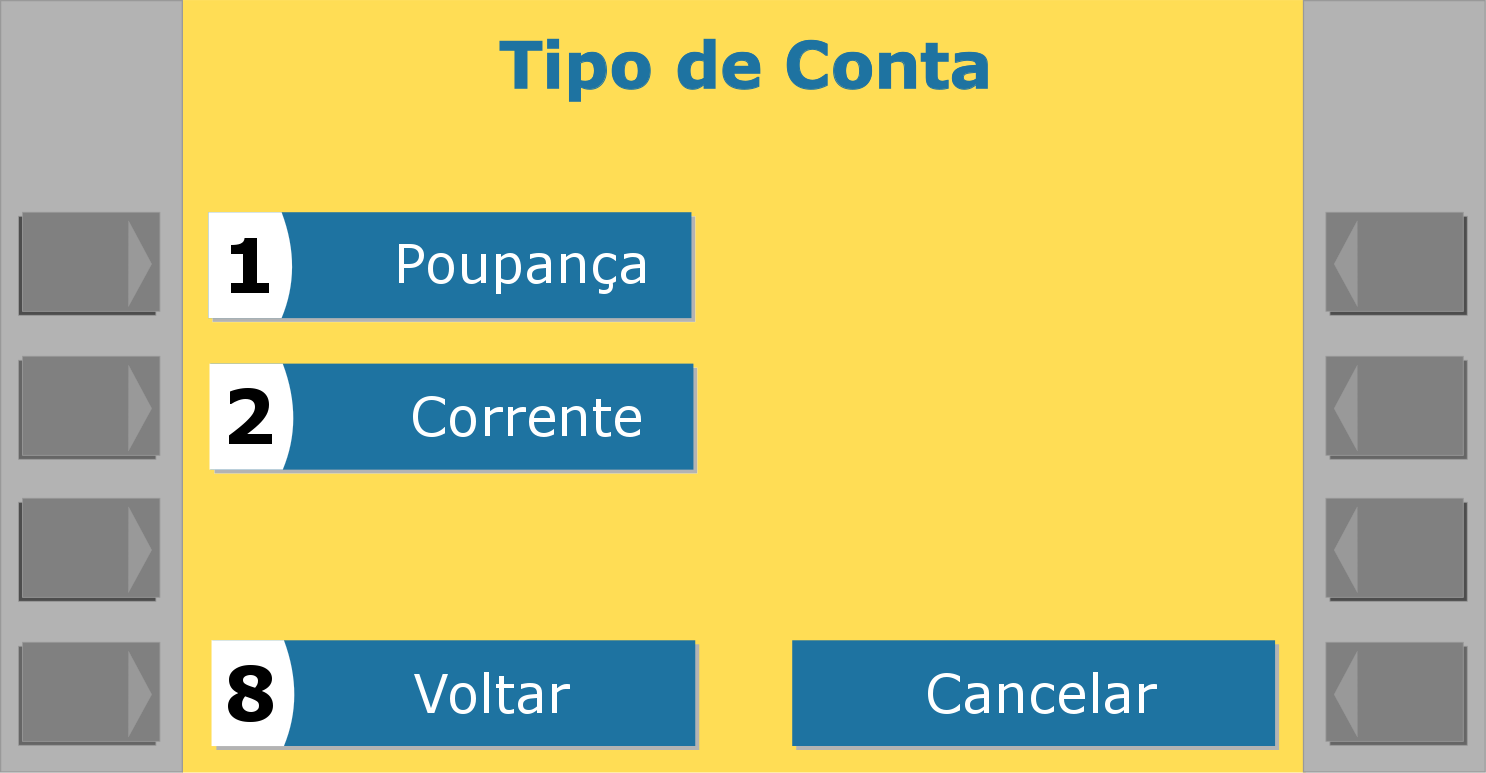 Tipo de Conta
1 Poupança
2 Corrente
8 Voltar
Cancelar